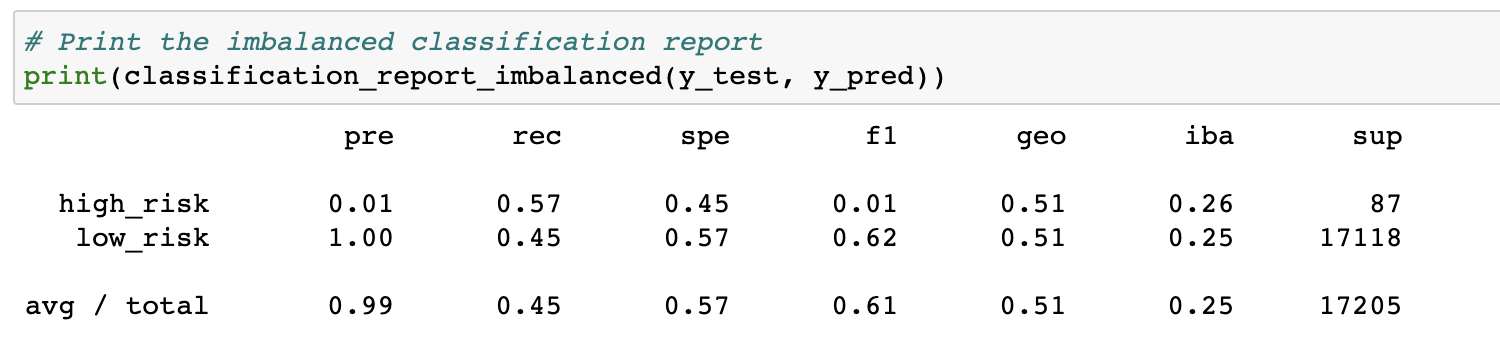 # Print the imbalanced classification report
print(classification_report_imbalanced(y_test, y_pred))
pre rec spe f1 geo iba sup
high_risk 0.01 0.57 0.45 0.01 0.51 0.26 87
low_risk 1.00 0.45 0.57 0.62 0.51 0.25 17118
avg / total 0.99 0.45 0.57 0.61 0.51 0.25 17205